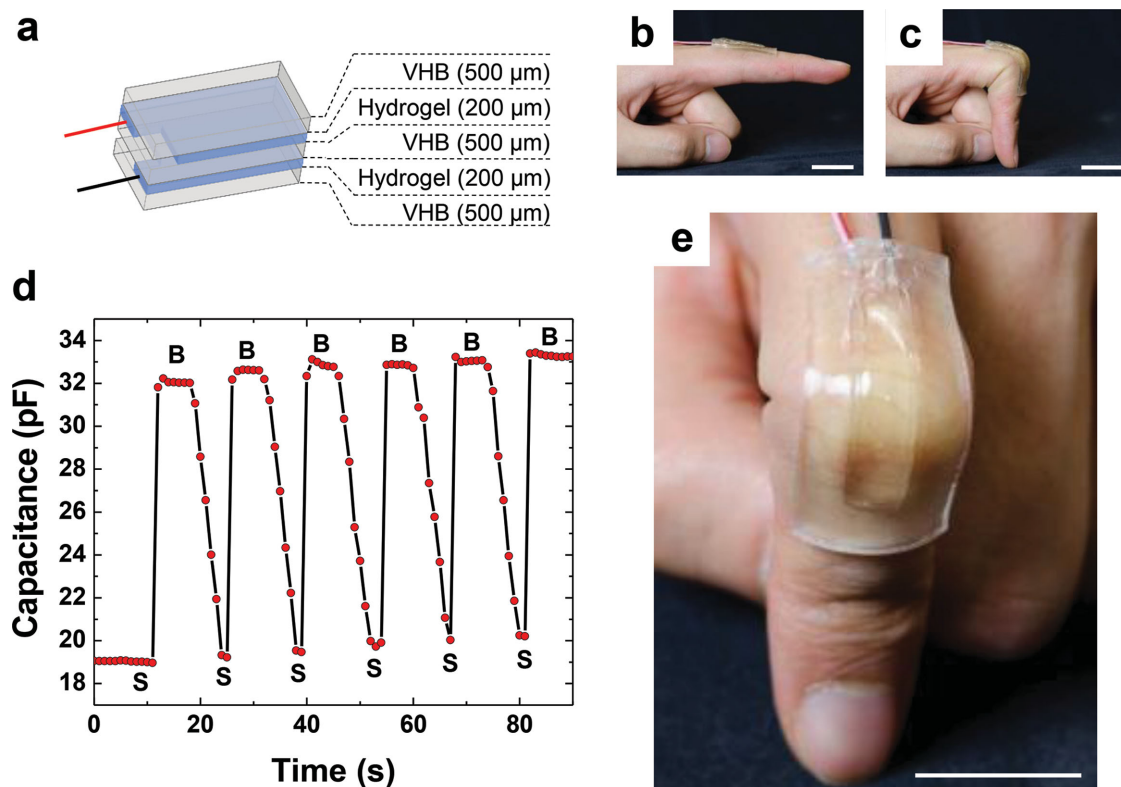 a
VHB (500 µm)
Hydrogel (200 µm)
VHB (500 µm)
Hydrogel (200 µm)
VHB (500 µm)
b
c
d
34
32
30
28
26
24
22
20
18
Capacitance (pF)
B B B B B B
S S S S S S
0 20 40 60 80
Time (s)
e